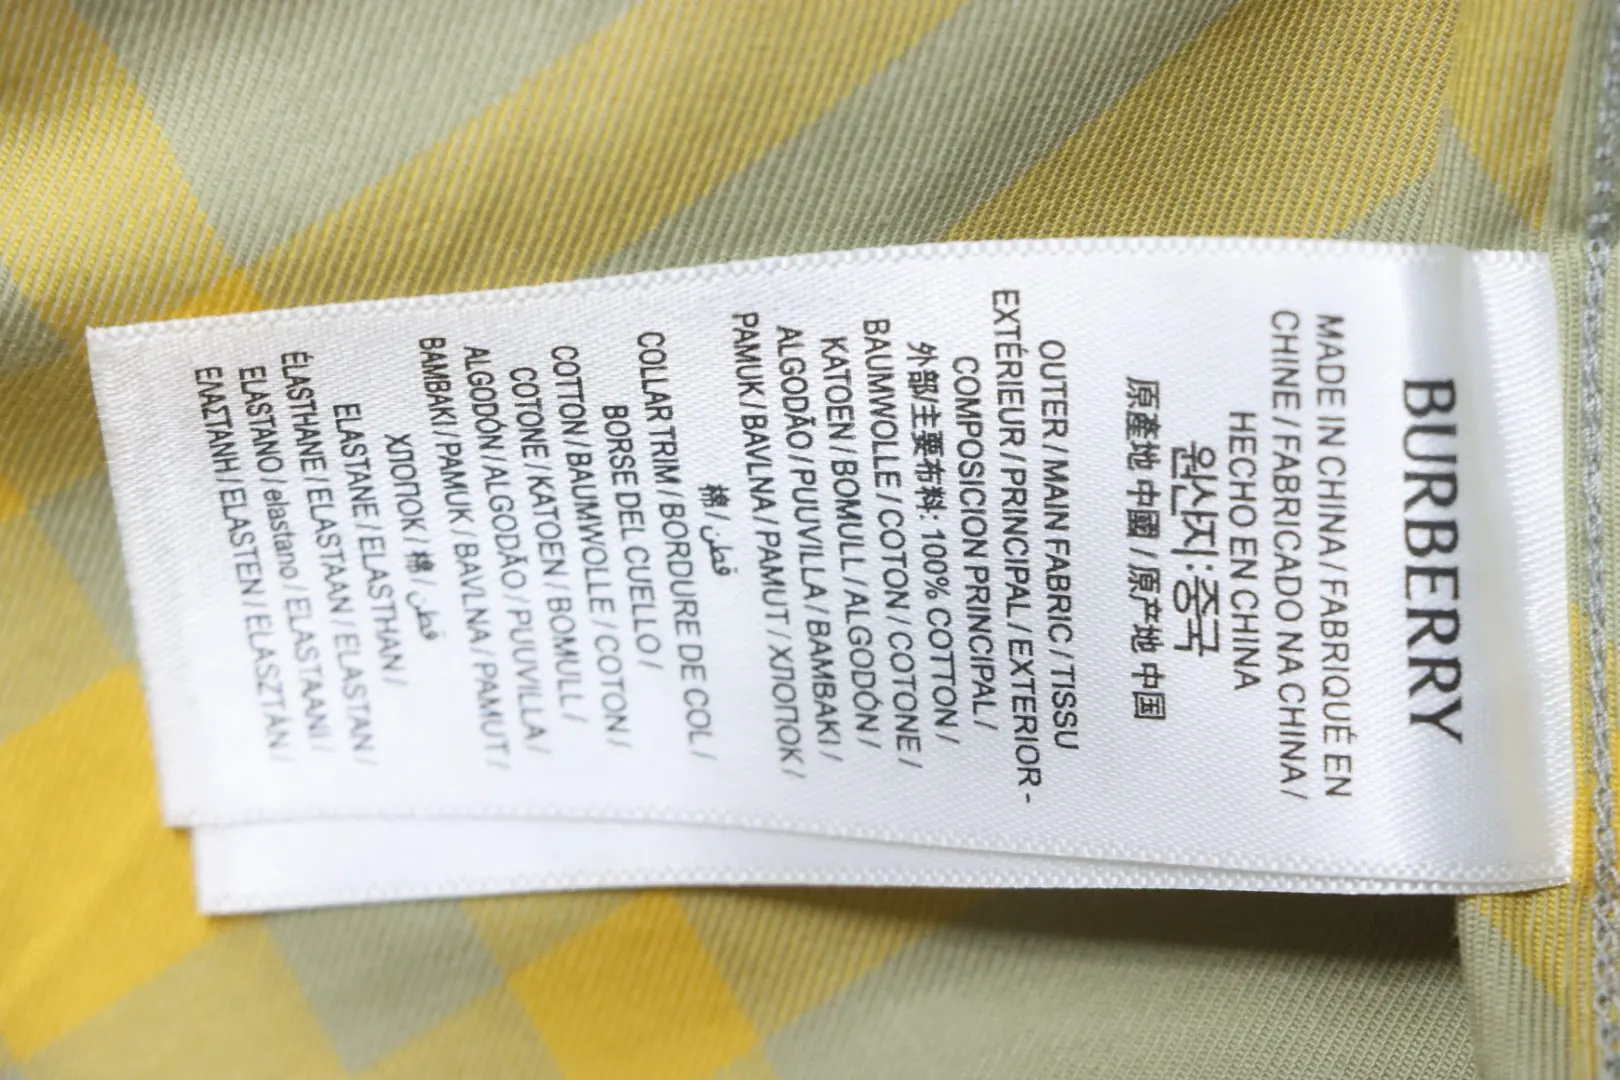 BURBERRY
MADE IN CHINA / FABRIQUÉ EN
CHINE / FABRICADO NA CHINA /
HECHO EN CHINA
원산지:중국
原產地 中國 / 原产地 中国
OUTER / MAIN FABRIC / TISSU
EXTÉRIEUR / PRINCIPAL / EXTERIOR -
COMPOSICION PRINCIPAL /
外部/主要布料: 100% COTTON /
BAUMWOLLE / COTON / COTONE /
KATOEN / BOMULL / ALGODÓN /
ALGODÃO / PUUVILLA / BAMBAKI /
PAMUK / BAVLNA / PAMUT / ХЛОПОК /
棉 / قطن
COLLAR TRIM / BORDURE DE COL /
BORSE DEL CUELLO /
COTTON / BAUMWOLLE / COTON /
COTONE / KATOEN / BOMULL /
ALGODÓN / ALGODÃO / PUUVILLA /
BAMBAKI / PAMUK / BAVLNA / PAMUT /
ХЛОПОК / 棉 / قطن
ELASTANE / ELASTHAN /
ÉLASTHANE / ELASTAAN / ELASTAN /
ELASTANO / elastano / ELASTAANI /
ΕΛΑΣΤΑΝΗ / ELASTEN / ELASZTÁN /